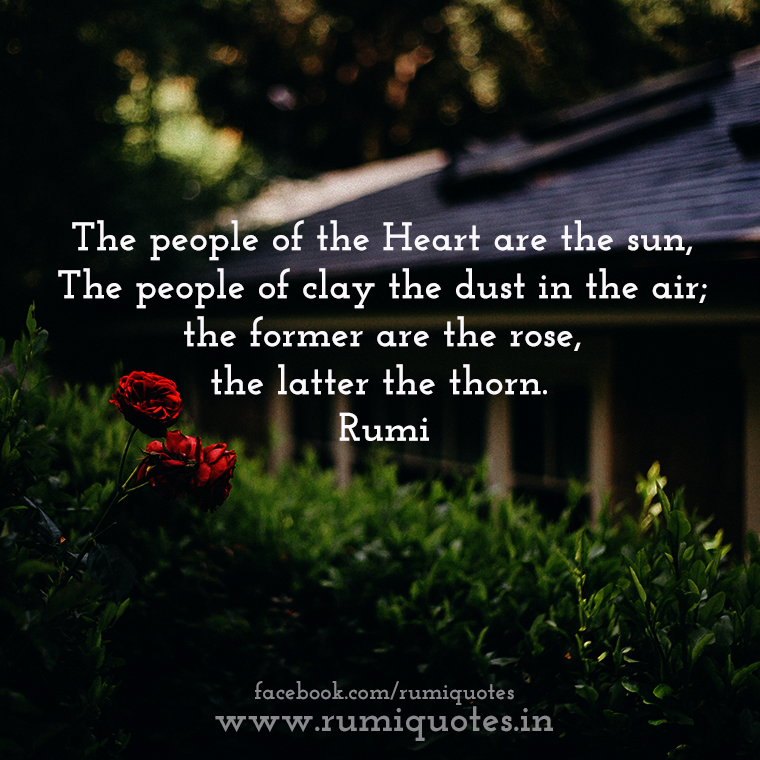 The people of the Heart are the sun,
The people of clay the dust in the air;
the former are the rose,
the latter the thorn.
Rumi
facebook.com/rumiquotes
www.rumiquotes.in